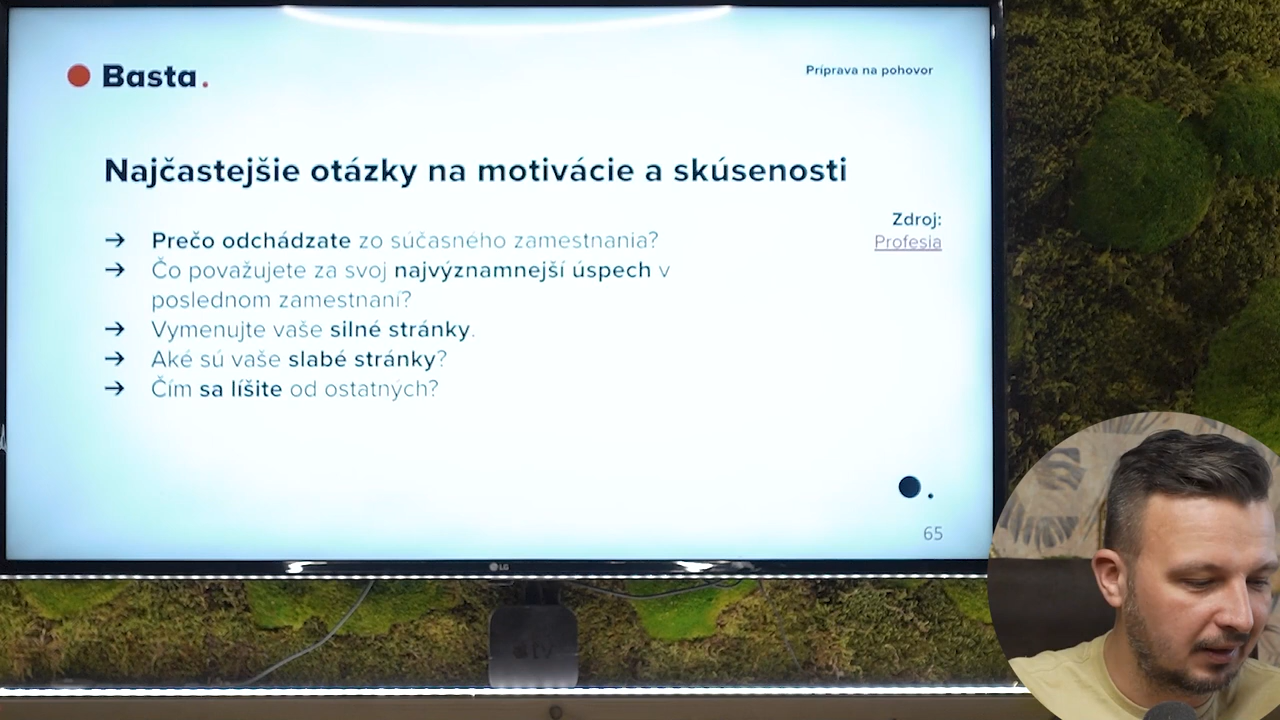 Basta.
Príprava na pohovor
Najčastejšie otázky na motivácie a skúsenosti
Zdroj:
Profesia
→ Prečo odchádzate zo súčasného zamestnania?
→ Čo považujete za svoj najvýznamnejší úspech v
poslednom zamestnaní?
→ Vymenujte vaše silné stránky.
→ Aké sú vaše slabé stránky?
→ Čím sa líšite od ostatných?
65
LG
tv